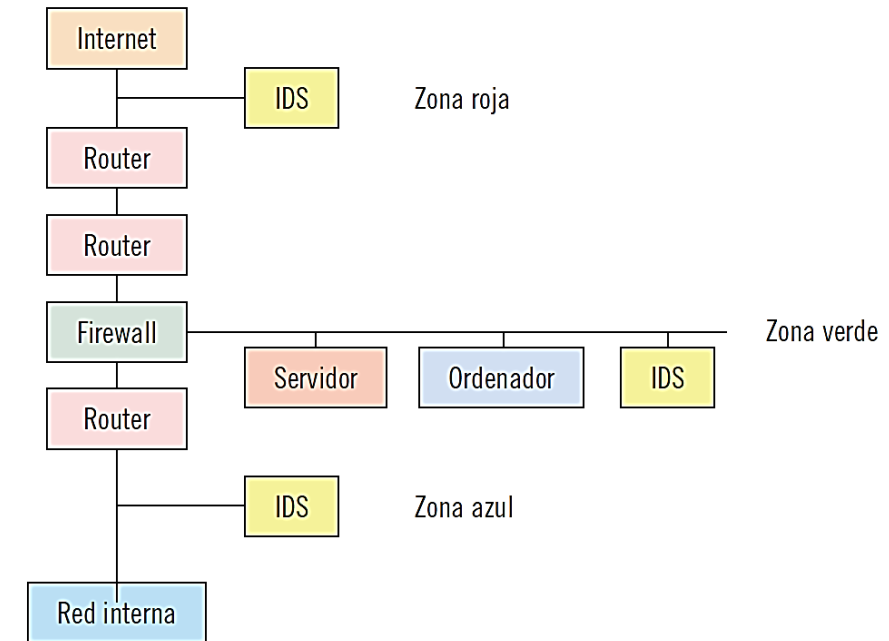 Internet
IDS
Zona roja
Router
Router
Firewall
Zona verde
Servidor
Ordenador
IDS
Router
IDS
Zona azul
Red interna